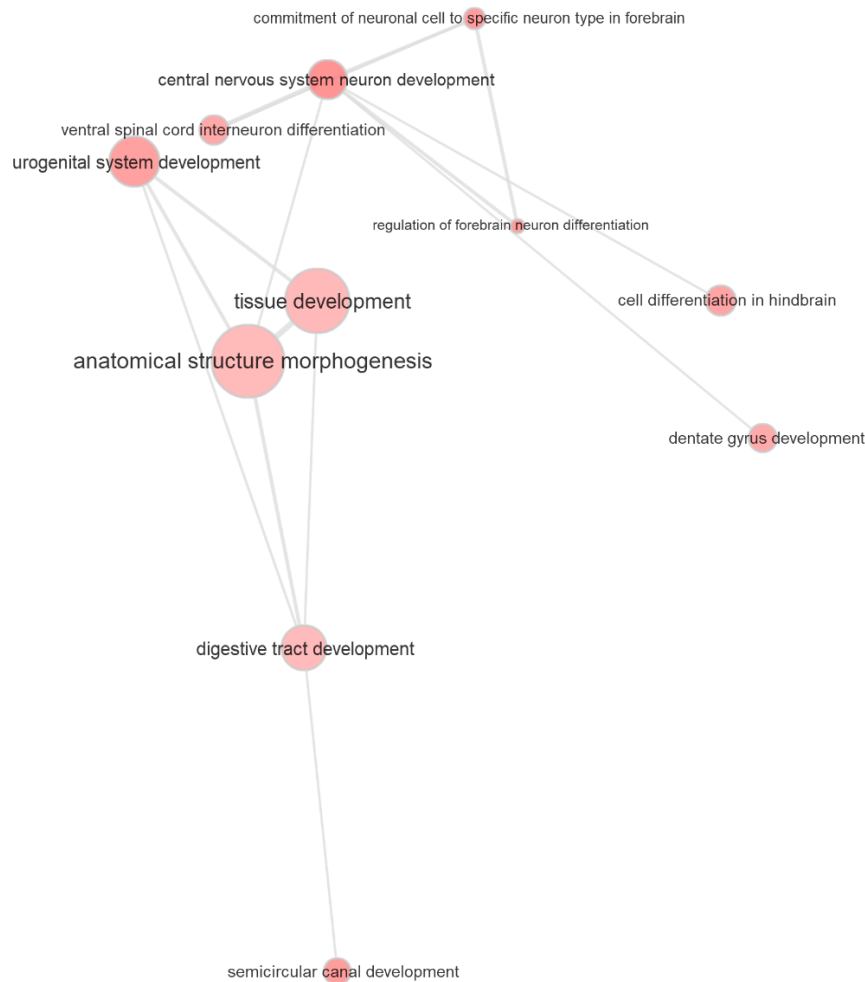 commitment of neuronal cell to specific neuron type in forebrain
central nervous system neuron development
ventral spinal cord interneuron differentiation
urogenital system development
regulation of forebrain neuron differentiation
tissue development
cell differentiation in hindbrain
anatomical structure morphogenesis
dentate gyrus development
digestive tract development
semicircular canal development